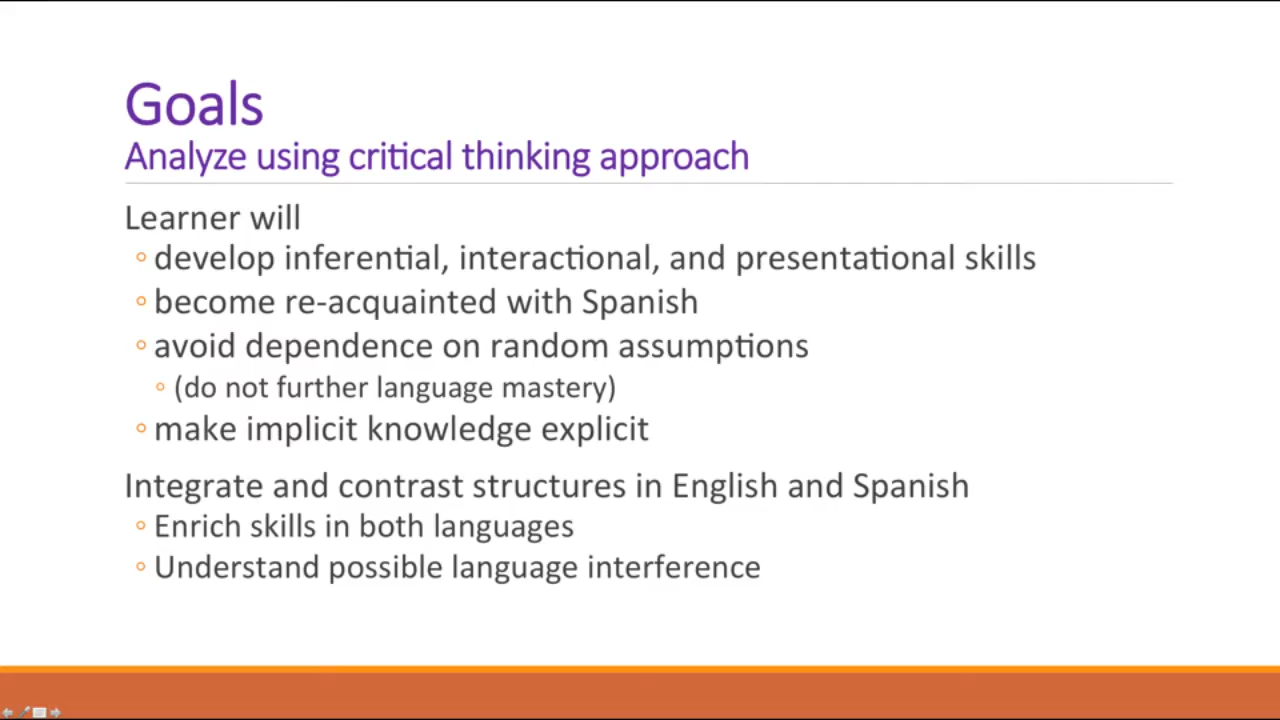 Goals
Analyze using critical thinking approach
Learner will
◦ develop inferential, interactional, and presentational skills
◦ become re-acquainted with Spanish
◦ avoid dependence on random assumptions
◦ (do not further language mastery)
◦ make implicit knowledge explicit
Integrate and contrast structures in English and Spanish
◦ Enrich skills in both languages
◦ Understand possible language interference